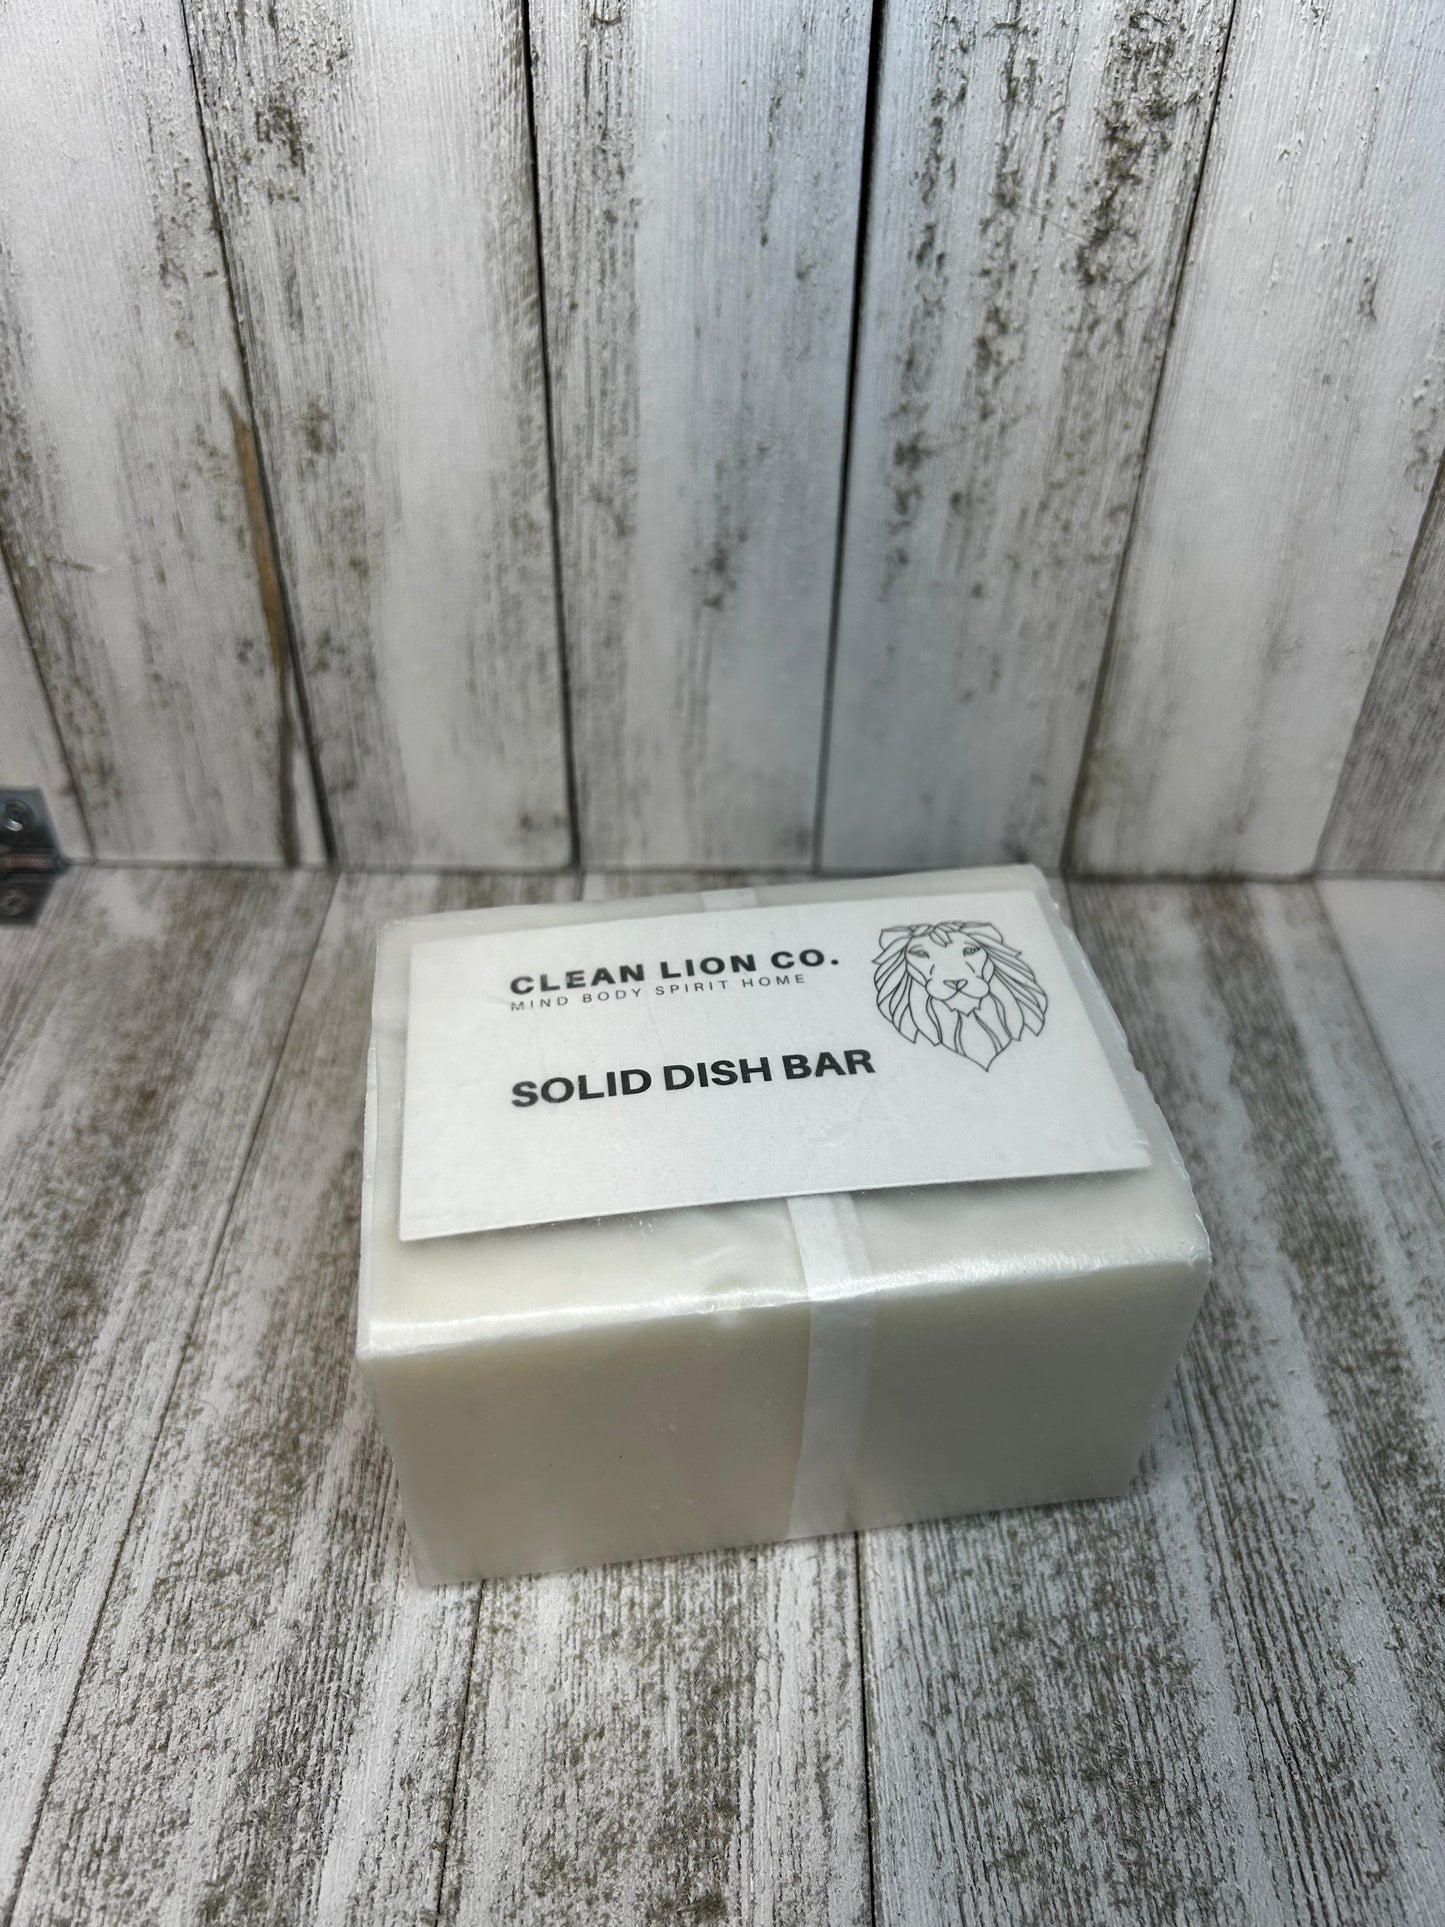 CLEAN LION CO.
MIND BODY SPIRIT HOME
SOLID DISH BAR